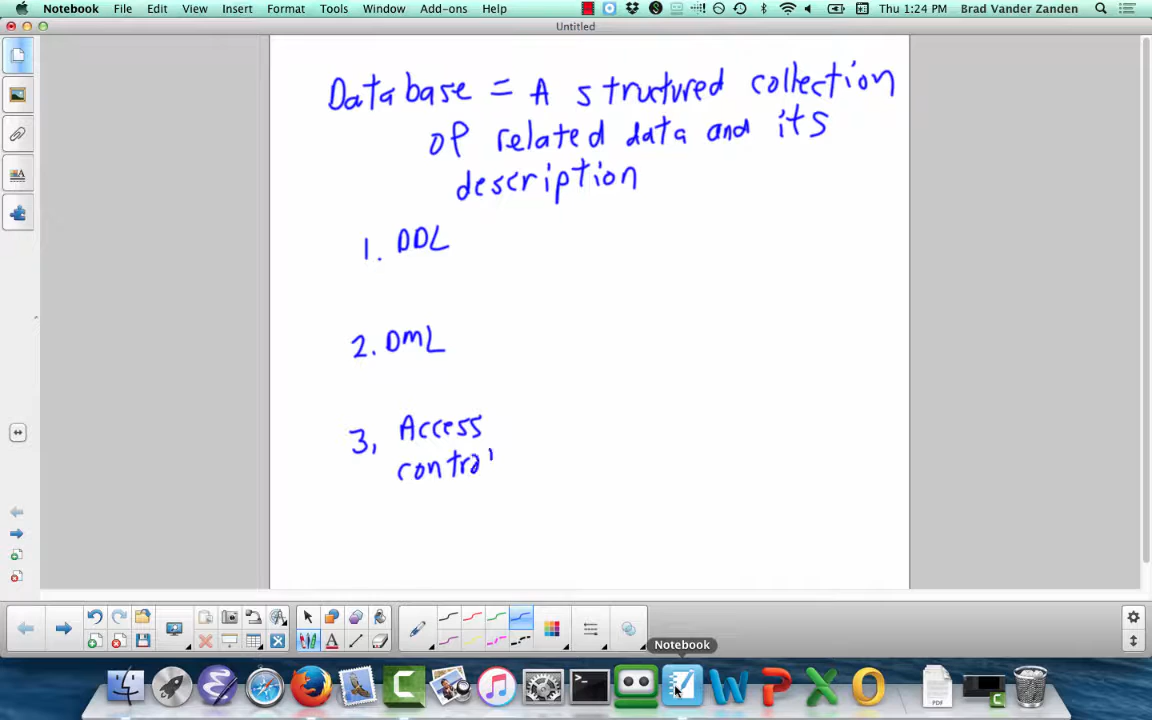 Notebook File Edit View Insert Format Tools Window Add-ons Help Thu 1:24 PM Brad Vander Zanden
Untitled
Database = A structured collection
of related data and its
description
1. DDL
2. DML
3, Access
control
Notebook
PDF